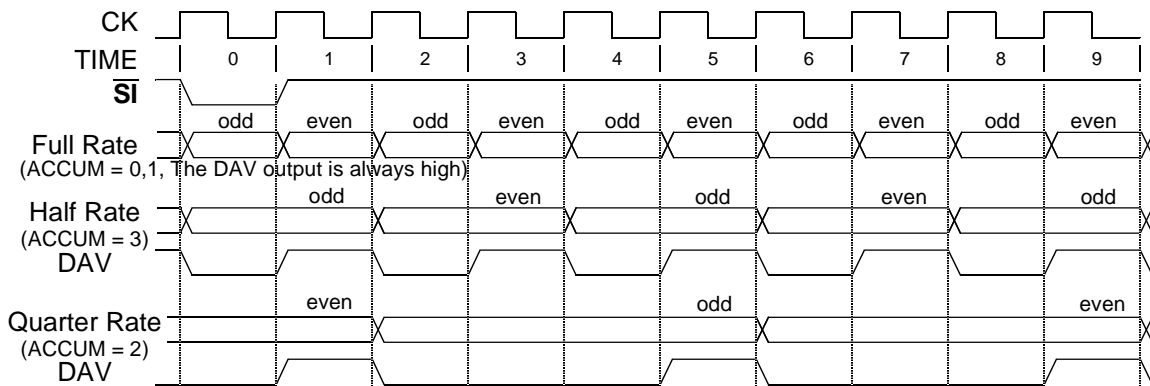 CK
TIME 0 1 2 3 4 5 6 7 8 9
SI
odd even odd even odd even odd even odd even
Full Rate
(ACCUM = 0,1, The DAV output is always high)
odd even odd even odd
Half Rate
(ACCUM = 3)
DAV
even odd even
Quarter Rate
(ACCUM = 2)
DAV